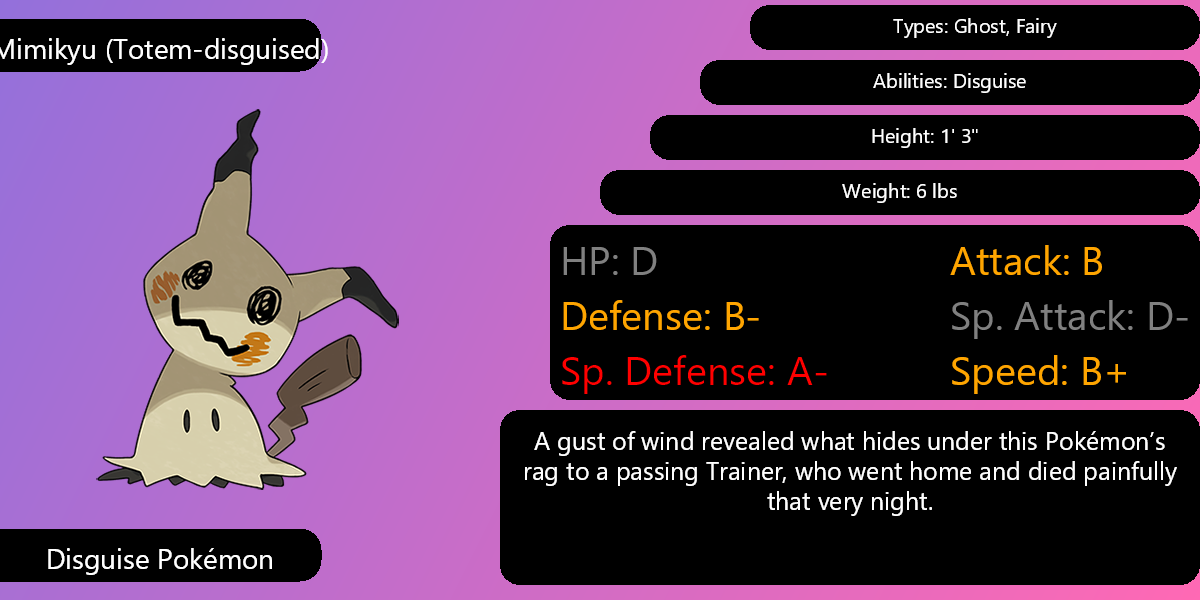 Mimikyu (Totem-disguised)
Types: Ghost, Fairy
Abilities: Disguise
Height: 1' 3"
Weight: 6 lbs
HP: D
Attack: B
Defense: B-
Sp. Attack: D-
Sp. Defense: A-
Speed: B+
A gust of wind revealed what hides under this Pokémon’s
rag to a passing Trainer, who went home and died painfully
that very night.
Disguise Pokémon